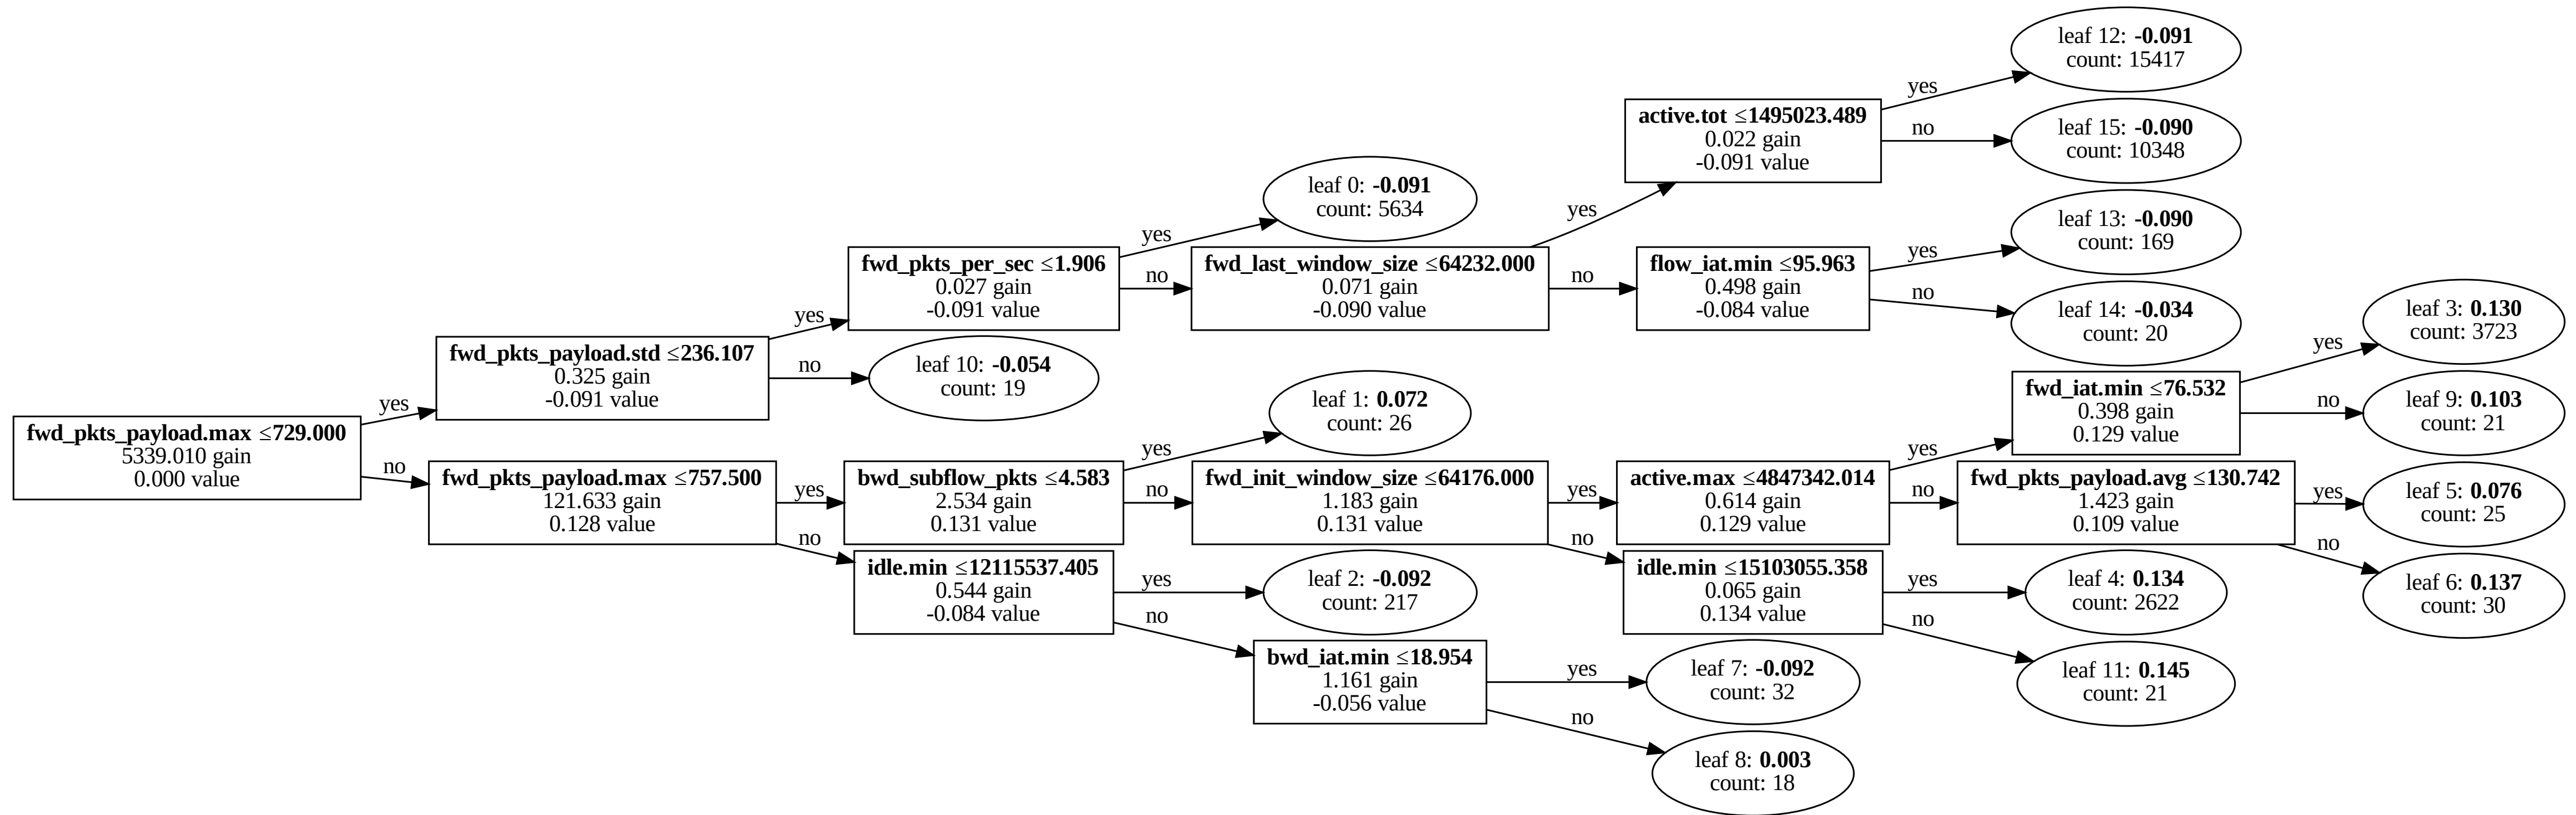 fwd_pkts_payload.max ≤729.000
5339.010 gain
0.000 value
yes
no
fwd_pkts_payload.std ≤236.107
0.325 gain
-0.091 value
yes
no
fwd_pkts_payload.max ≤757.500
121.633 gain
0.128 value
yes
no
fwd_pkts_per_sec ≤1.906
0.027 gain
-0.091 value
yes
no
leaf 10: -0.054
count: 19
bwd_subflow_pkts ≤4.583
2.534 gain
0.131 value
yes
no
idle.min ≤12115537.405
0.544 gain
-0.084 value
yes
no
leaf 0: -0.091
count: 5634
fwd_last_window_size ≤64232.000
0.071 gain
-0.090 value
yes
no
leaf 1: 0.072
count: 26
fwd_init_window_size ≤64176.000
1.183 gain
0.131 value
yes
no
leaf 2: -0.092
count: 217
bwd_iat.min ≤18.954
1.161 gain
-0.056 value
yes
no
active.tot ≤1495023.489
0.022 gain
-0.091 value
yes
no
flow_iat.min ≤95.963
0.498 gain
-0.084 value
yes
no
active.max ≤4847342.014
0.614 gain
0.129 value
yes
no
idle.min ≤15103055.358
0.065 gain
0.134 value
yes
no
leaf 7: -0.092
count: 32
leaf 8: 0.003
count: 18
leaf 12: -0.091
count: 15417
leaf 15: -0.090
count: 10348
leaf 13: -0.090
count: 169
leaf 14: -0.034
count: 20
fwd_iat.min ≤76.532
0.398 gain
0.129 value
yes
no
fwd_pkts_payload.avg ≤130.742
1.423 gain
0.109 value
yes
no
leaf 4: 0.134
count: 2622
leaf 11: 0.145
count: 21
leaf 3: 0.130
count: 3723
leaf 9: 0.103
count: 21
leaf 5: 0.076
count: 25
leaf 6: 0.137
count: 30